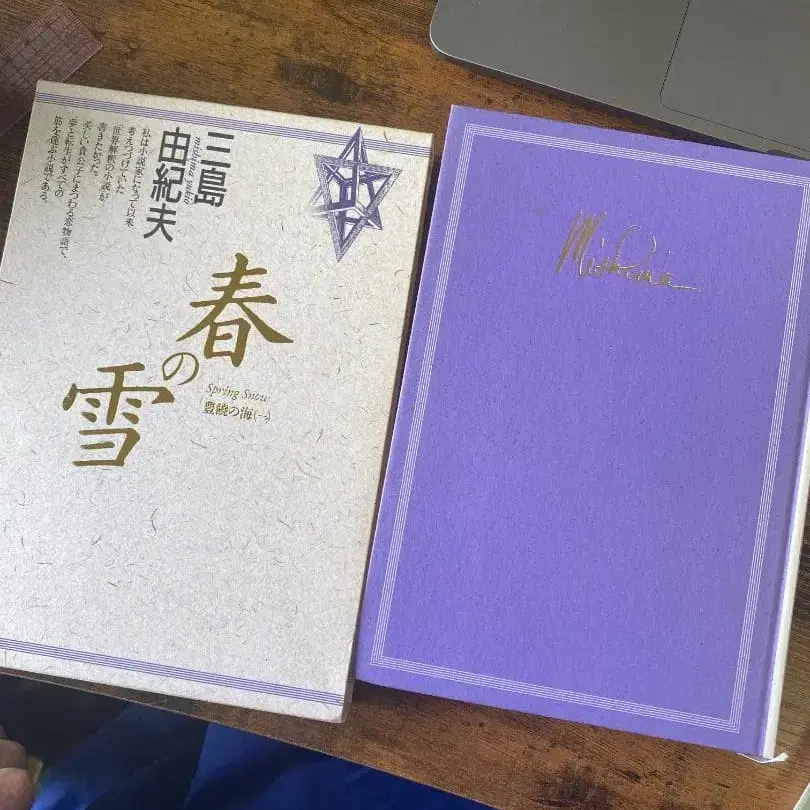 三島
mishima yukio
由紀夫
私は小説家になって以来
考えつづけていた
「世界解釈の小説」が
書きたかった。
美しい貴公子にまつわる恋物語で、
夢と転生がすべての
筋を運ぶ小説である。
春の雪
Spring Snow
豊饒の海(一)
Mishima